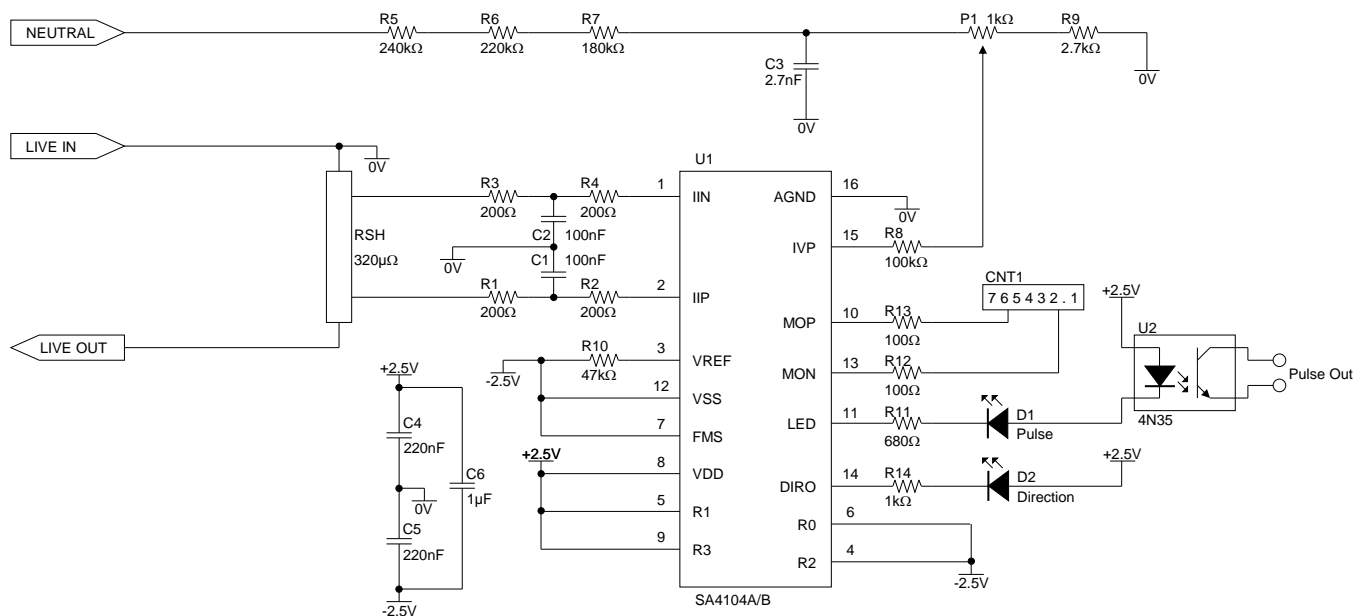 NEUTRAL
R5
240kΩ
R6
220kΩ
R7
180kΩ
C3
2.7nF
0V
P1 1kΩ
R9
2.7kΩ
0V
LIVE IN
0V
RSH
320µΩ
LIVE OUT
R3
200Ω
R4
200Ω
C2
100nF
0V
C1
100nF
R1
200Ω
R2
200Ω
R10
47kΩ
-2.5V
+2.5V
+2.5V
C4
220nF
0V
C5
220nF
-2.5V
C6
1µF
U1
1
IIN
2
IIP
3
VREF
12
VSS
7
FMS
8
VDD
5
R1
9
R3
AGND
16
0V
IVP
15
R8
100kΩ
MOP
10
R13
100Ω
MON
13
R12
100Ω
LED
11
R11
680Ω
DIRO
14
R14
1kΩ
R0
6
R2
4
-2.5V
SA4104A/B
CNT1
7 6 5 4 3 2 . 1
D1
Pulse
D2
Direction
+2.5V
+2.5V
U2
4N35
Pulse Out